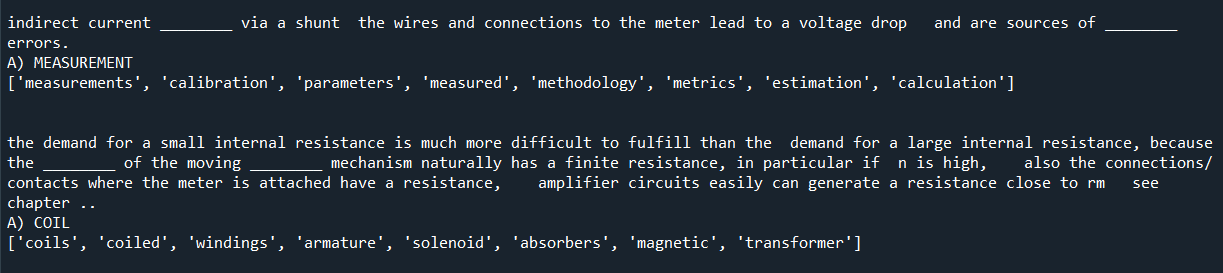 indirect current ________ via a shunt  the wires and connections to the meter lead to a voltage drop   and are sources of ________
errors.
A) MEASUREMENT
['measurements', 'calibration', 'parameters', 'measured', 'methodology', 'metrics', 'estimation', 'calculation']
the demand for a small internal resistance is much more difficult to fulfill than the  demand for a large internal resistance, because
the ________ of the moving ________ mechanism naturally has a finite resistance, in particular if  n is high,    also the connections/
contacts where the meter is attached have a resistance,    amplifier circuits easily can generate a resistance close to rm   see
chapter ..
A) COIL
['coils', 'coiled', 'windings', 'armature', 'solenoid', 'absorbers', 'magnetic', 'transformer']